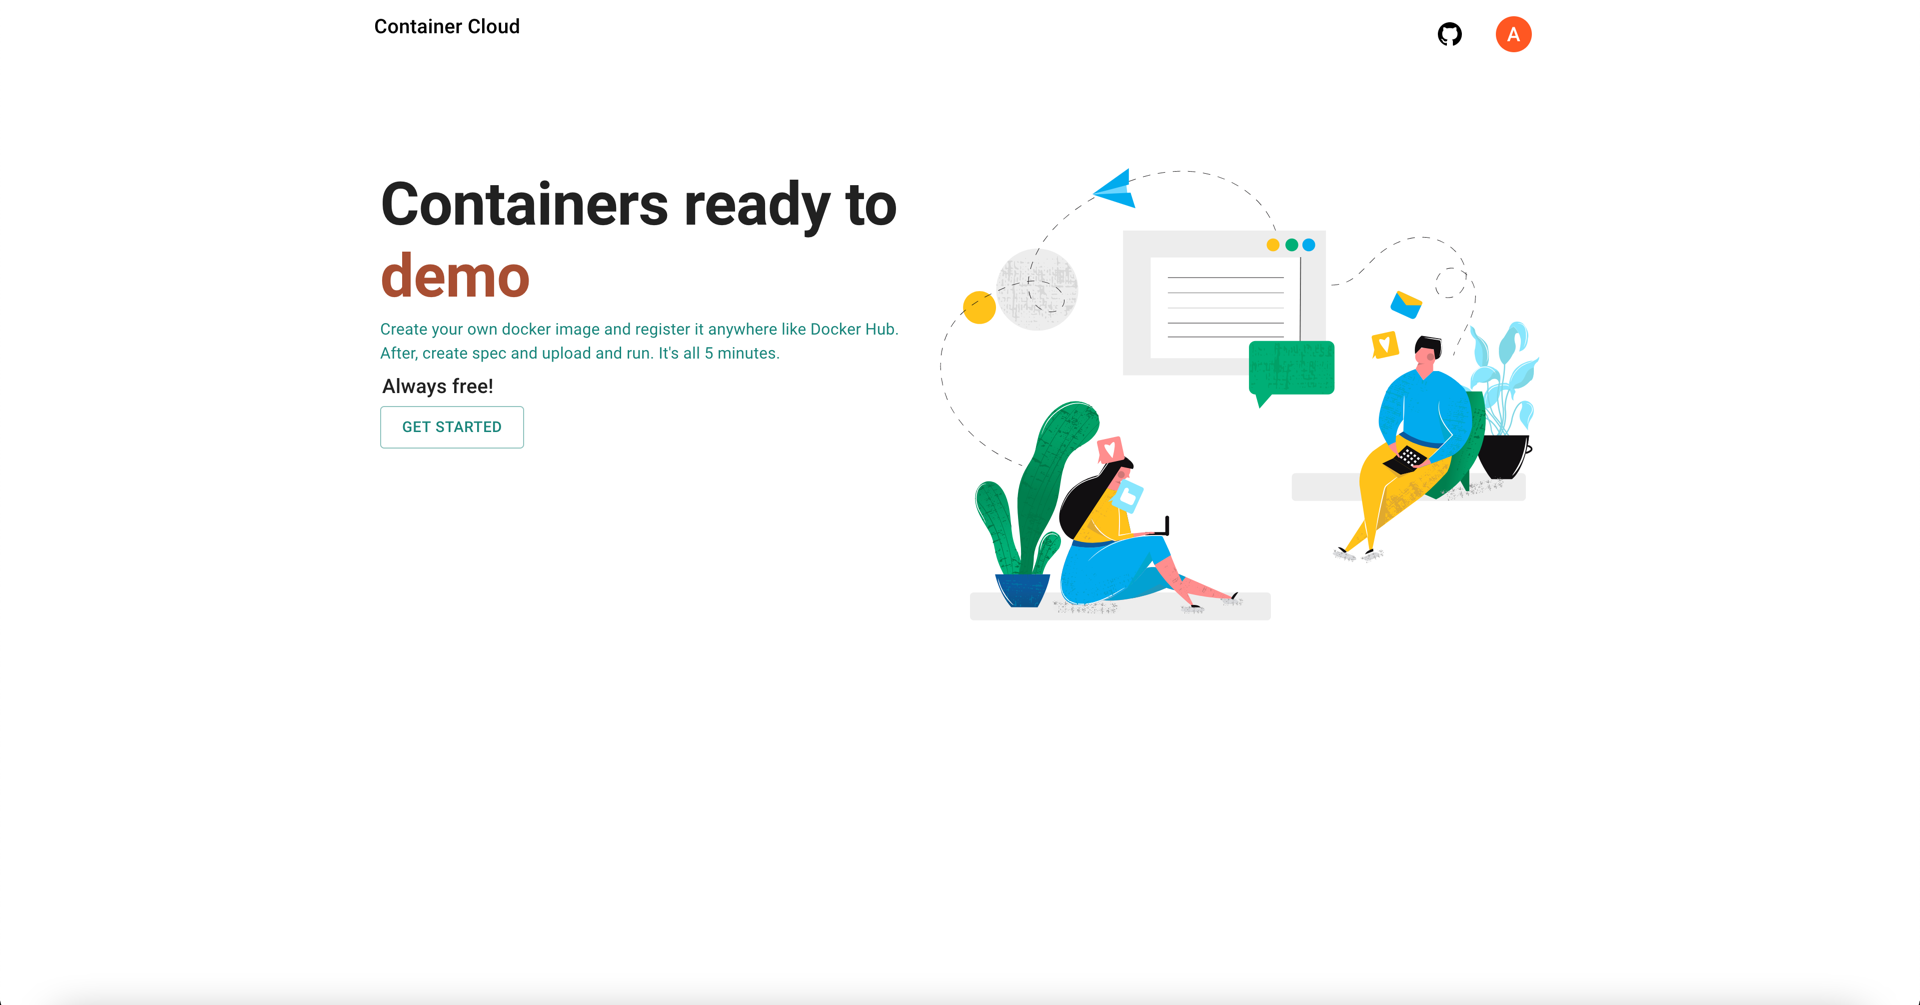 Container Cloud
A
Containers ready to
demo
Create your own docker image and register it anywhere like Docker Hub.
After, create spec and upload and run. It's all 5 minutes.
Always free!
GET STARTED